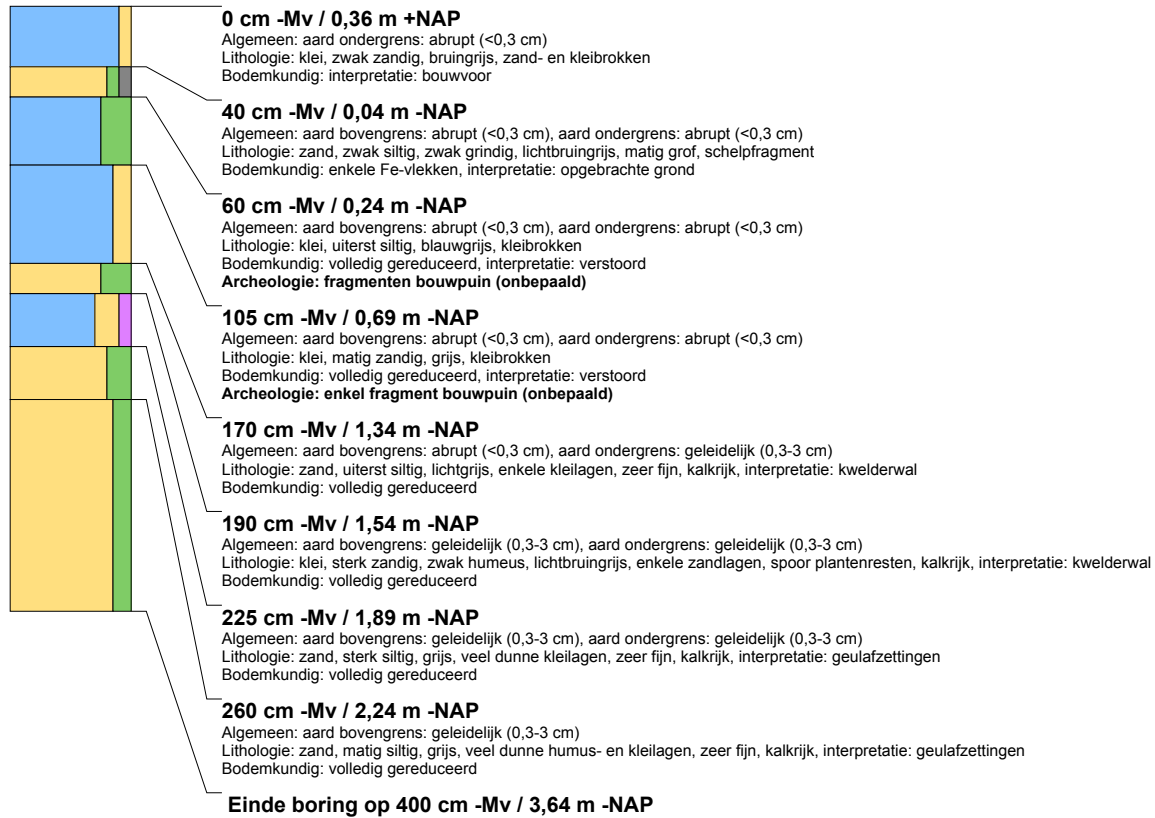 0 cm -Mv / 0,36 m +NAP
Algemeen: aard ondergrens: abrupt (<0,3 cm)
Lithologie: klei, zwak zandig, bruingrijs, zand- en kleibrokken
Bodemkundig: interpretatie: bouwvoor
40 cm -Mv / 0,04 m -NAP
Algemeen: aard bovengrens: abrupt (<0,3 cm), aard ondergrens: abrupt (<0,3 cm)
Lithologie: zand, zwak siltig, zwak grindig, lichtbruingrijs, matig grof, schelpfragment
Bodemkundig: enkele Fe-vlekken, interpretatie: opgebrachte grond
60 cm -Mv / 0,24 m -NAP
Algemeen: aard bovengrens: abrupt (<0,3 cm), aard ondergrens: abrupt (<0,3 cm)
Lithologie: klei, uiterst siltig, blauwgrijs, kleibrokken
Bodemkundig: volledig gereduceerd, interpretatie: verstoord
Archeologie: fragmenten bouwpuin (onbepaald)
105 cm -Mv / 0,69 m -NAP
Algemeen: aard bovengrens: abrupt (<0,3 cm), aard ondergrens: abrupt (<0,3 cm)
Lithologie: klei, matig zandig, grijs, kleibrokken
Bodemkundig: volledig gereduceerd, interpretatie: verstoord
Archeologie: enkel fragment bouwpuin (onbepaald)
170 cm -Mv / 1,34 m -NAP
Algemeen: aard bovengrens: abrupt (<0,3 cm), aard ondergrens: geleidelijk (0,3-3 cm)
Lithologie: zand, uiterst siltig, lichtgrijs, enkele kleilagen, zeer fijn, kalkrijk, interpretatie: kwelderwal
Bodemkundig: volledig gereduceerd
190 cm -Mv / 1,54 m -NAP
Algemeen: aard bovengrens: geleidelijk (0,3-3 cm), aard ondergrens: geleidelijk (0,3-3 cm)
Lithologie: klei, sterk zandig, zwak humeus, lichtbruingrijs, enkele zandlagen, spoor plantenresten, kalkrijk, interpretatie: kwelderwal
Bodemkundig: volledig gereduceerd
225 cm -Mv / 1,89 m -NAP
Algemeen: aard bovengrens: geleidelijk (0,3-3 cm), aard ondergrens: geleidelijk (0,3-3 cm)
Lithologie: zand, sterk siltig, grijs, veel dunne kleilagen, zeer fijn, kalkrijk, interpretatie: geulafzettingen
Bodemkundig: volledig gereduceerd
260 cm -Mv / 2,24 m -NAP
Algemeen: aard bovengrens: geleidelijk (0,3-3 cm)
Lithologie: zand, matig siltig, grijs, veel dunne humus- en kleilagen, zeer fijn, kalkrijk, interpretatie: geulafzettingen
Bodemkundig: volledig gereduceerd
Einde boring op 400 cm -Mv / 3,64 m -NAP